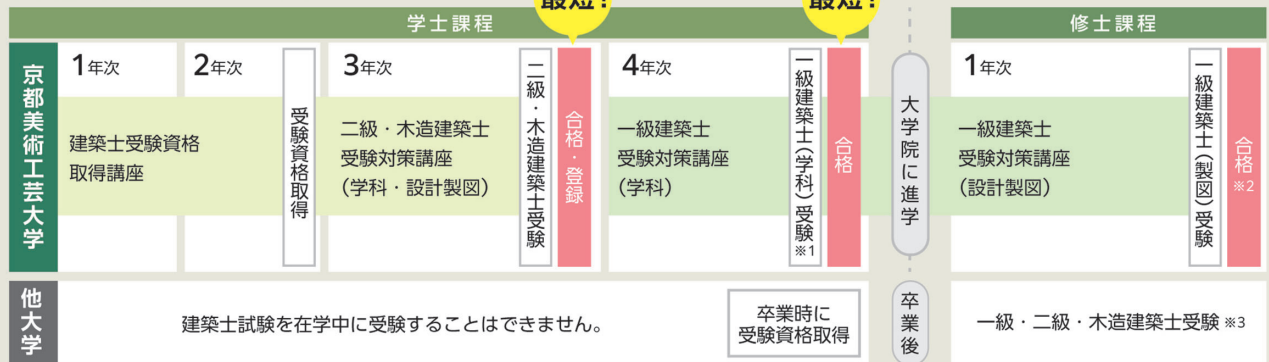 最短!
最短!
学士課程
修士課程
京都美術工芸大学
1年次
2年次
3年次
4年次
1年次
建築士受験資格
取得講座
受験資格取得
二級・木造建築士
受験対策講座
(学科・設計製図)
二級・木造建築士受験
合格・登録
一級建築士
受験対策講座
(学科)
一級建築士(学科)受験※1
合格
大学院に進学
一級建築士
受験対策講座
(設計製図)
一級建築士(製図)受験
合格※2
他大学
建築士試験を在学中に受験することはできません。
卒業時に
受験資格取得
卒業後
一級・二級・木造建築士受験 ※3